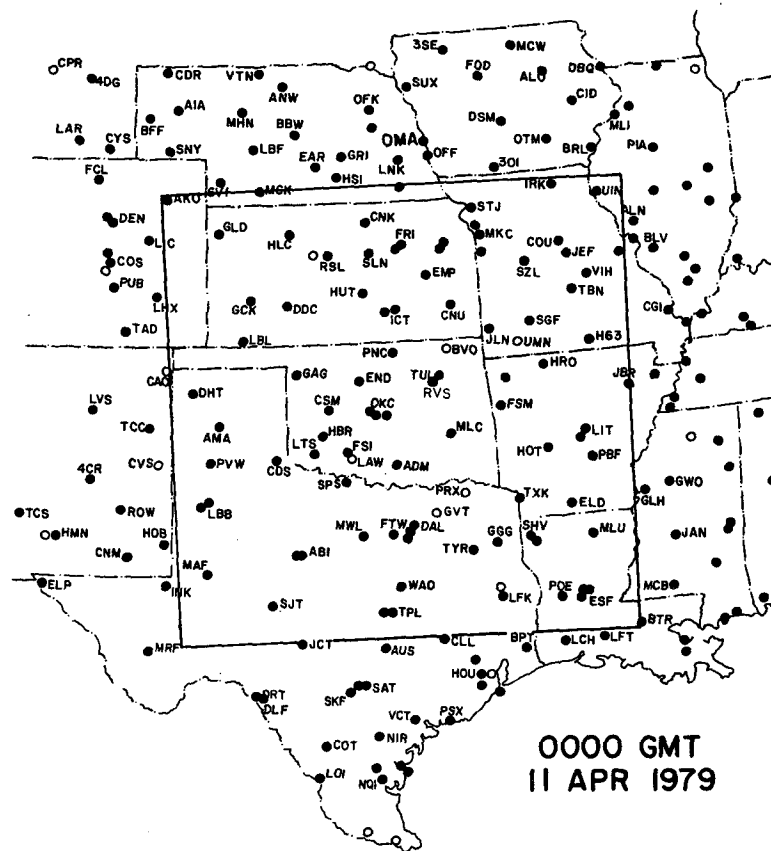 3SE MCW
CPR CDR VTN FOD ALO DBQ
4DG ANW SUX
AIA MHN OFK CID
BFF BBW DSM MLI
LAR CYS SNY LBF OMA OTM BRL PIA
EAR GRI LNK OFF 3OI
FCL HSI IRK UIN
AKO MCK STJ
DEN CNK ALN
LIC GLD HLC FRI MKC COU JEF BLV
COS RSL SLN SZL
PUB EMP VIH
LHX GCK DDC HUT TBN CGI
ICT CNU SGF
TAD LBL JLN UMN H63
PNC BVO HRO
CAO GAG END TUL JBR
DHT RVS
LVS CSM OKC FSM
TCC AMA HBR MLC LIT
CVS PVW LTS FSI HOT PBF
4CR CDS LAW ADM
SPS PRX TXK GWO
TCS ROW LBB GVT ELD GLH
HMN HOB MWL FTW DAL GGG SHV MLU JAN
CNM ABI TYR
MAF
ELP INK WAO LFK POE ESF MCB
SJT TPL
BTR
MRF JCT AUS CLL BPT LCH LFT
HOU
DRT SKF SAT
DLF VCT PSX
COT NIR
0000 GMT
LOI NQI 11 APR 1979